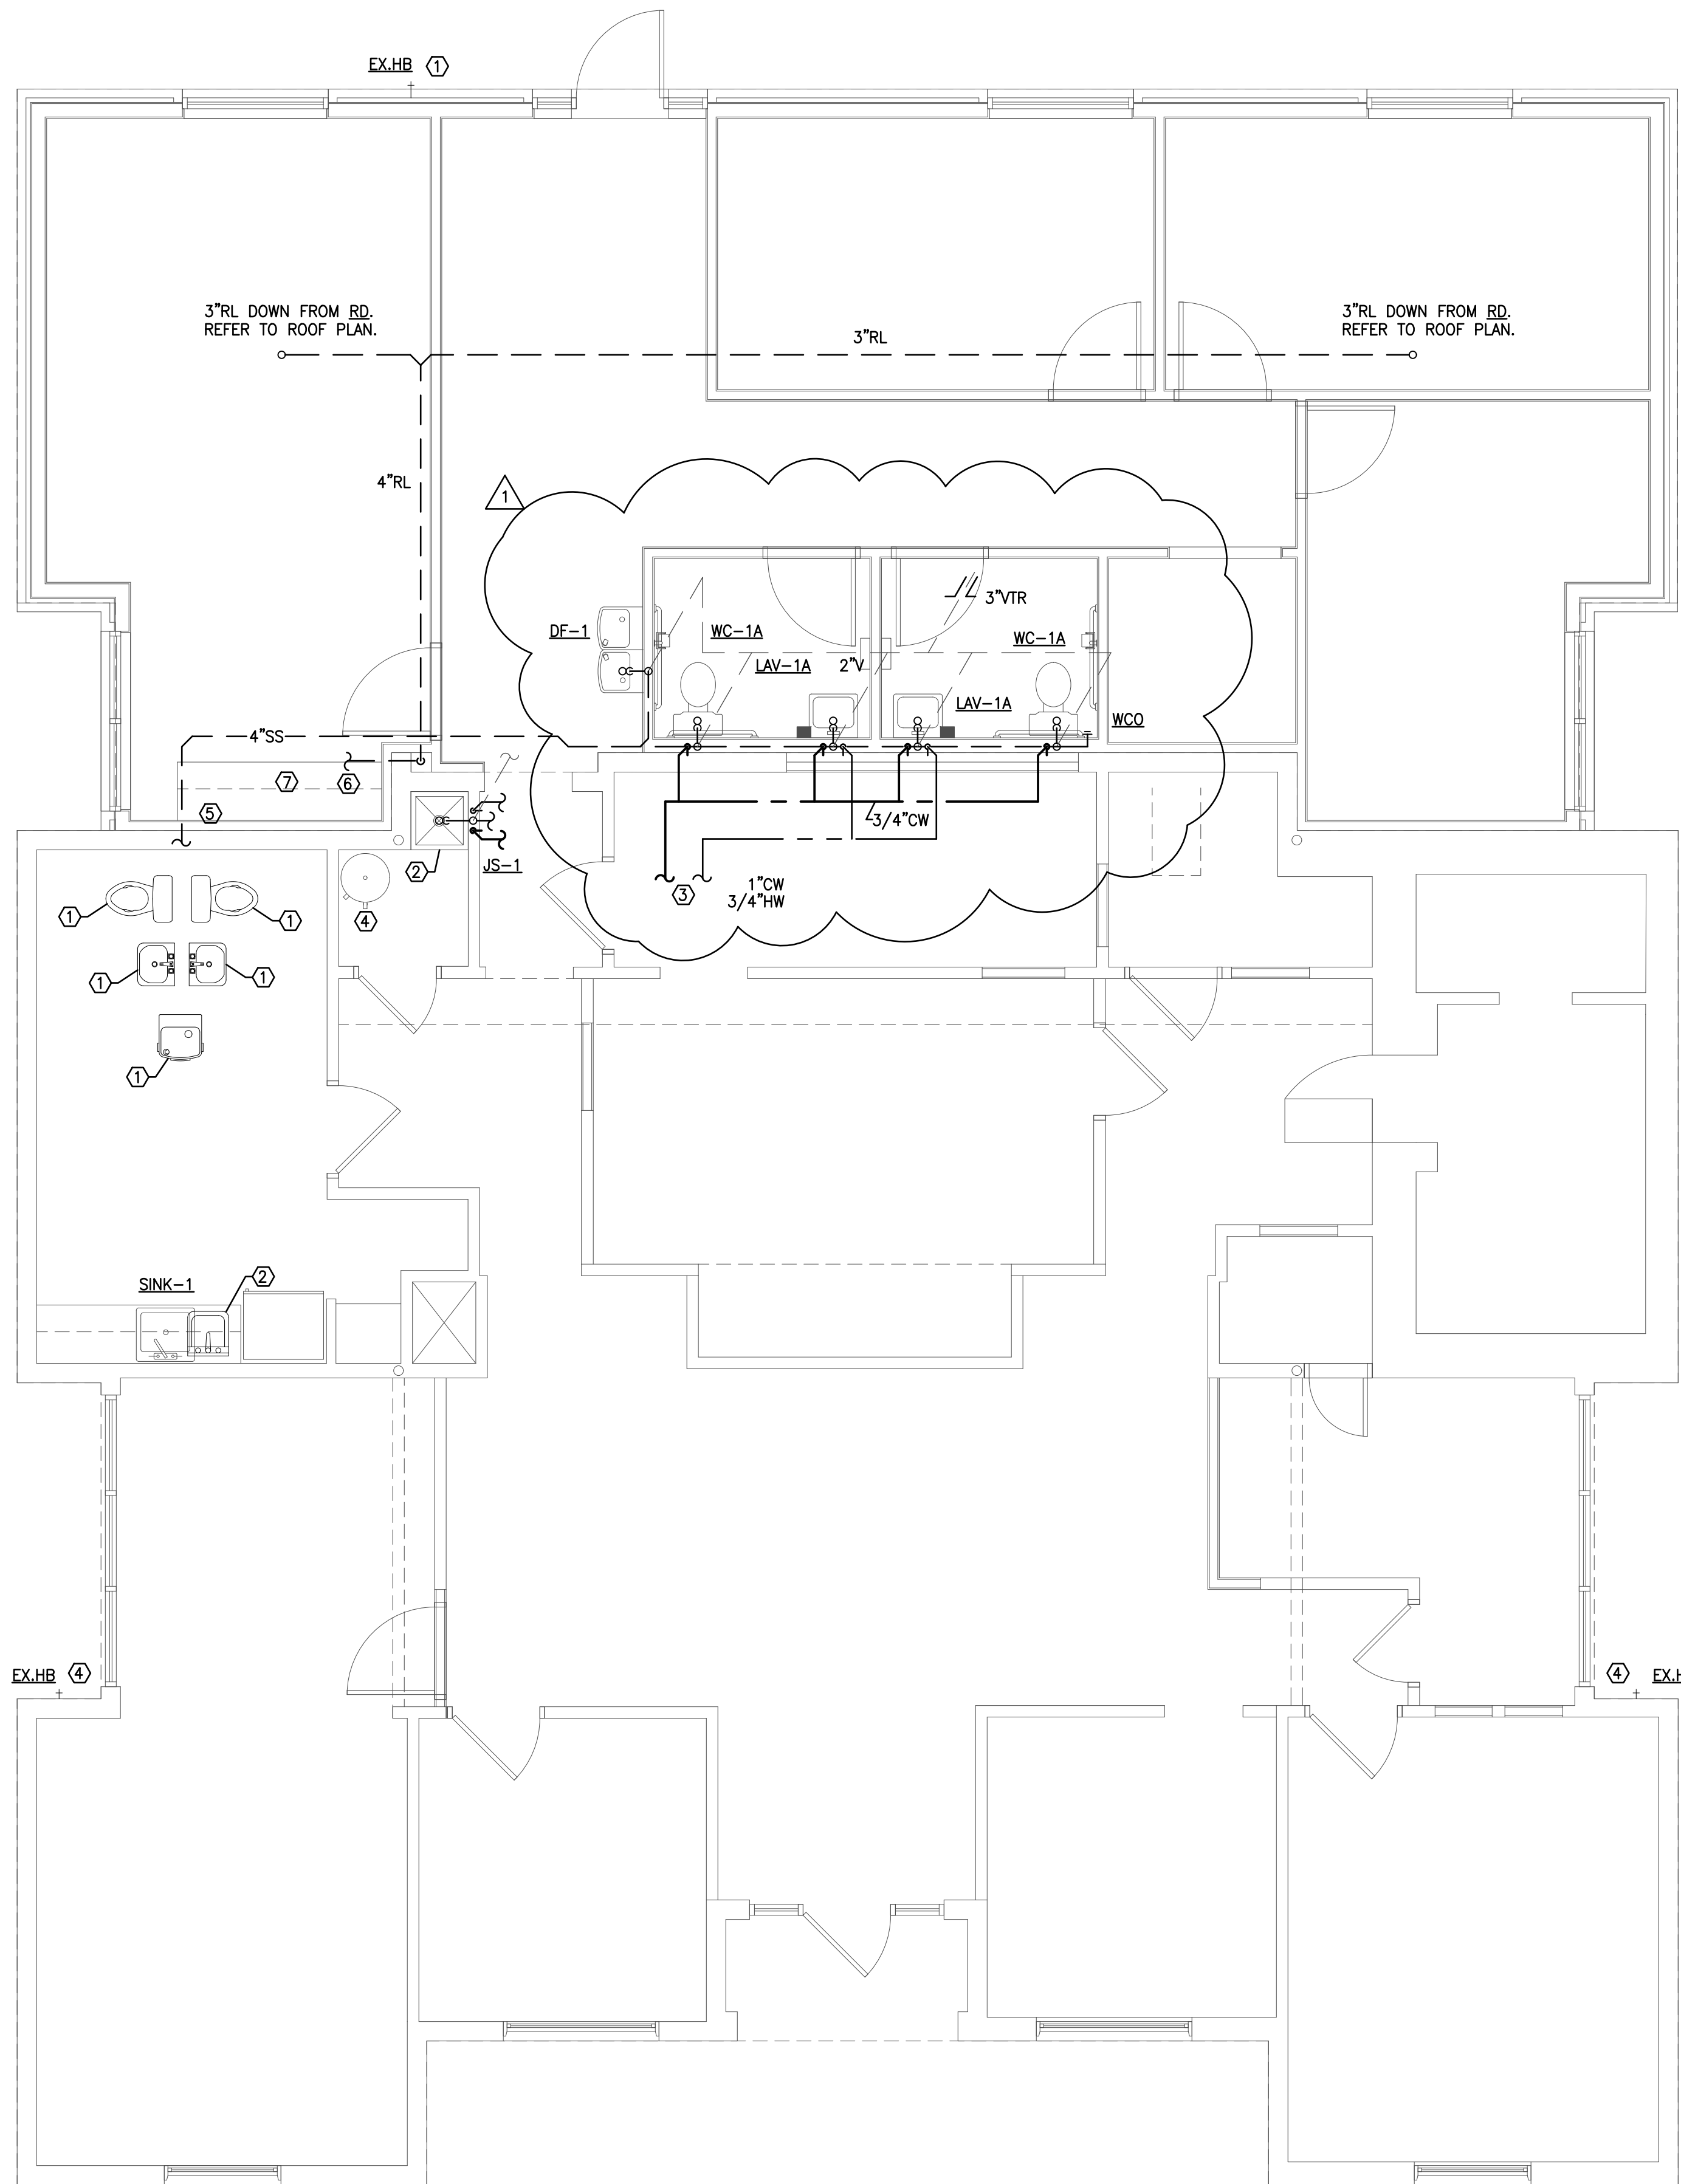 EX.HB 1
3"RL DOWN FROM RD.
REFER TO ROOF PLAN.
3"RL
3"RL DOWN FROM RD.
REFER TO ROOF PLAN.
4"RL
1
3"VTR
DF-1
WC-1A
WC-1A
LAV-1A
2"V
LAV-1A
WCO
4"SS
7
6
5
3/4"CW
JS-1
2
3
1"CW
3/4"HW
4
1
1
1
1
1
SINK-1
2
EX.HB 4
4 EX.H